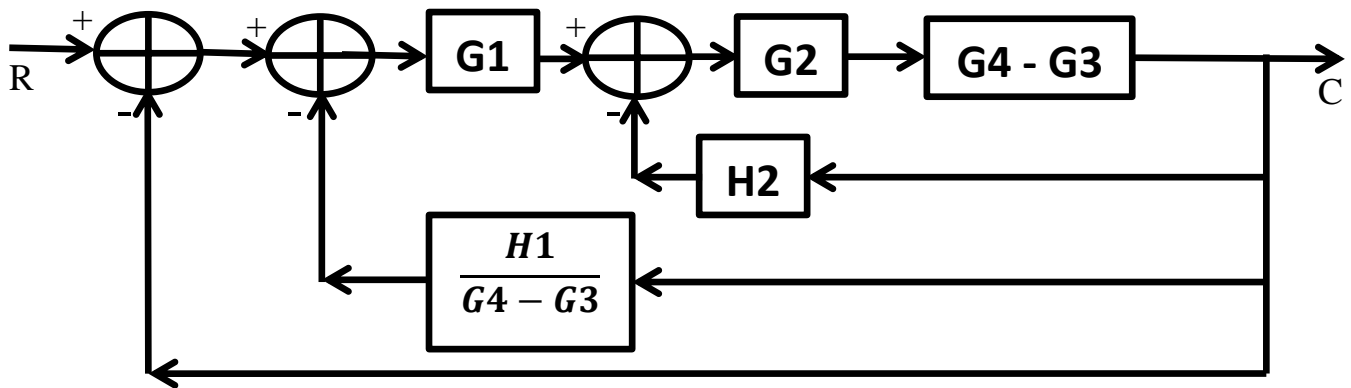 + + G1 + G2 G4 - G3
R - - - C
H2
H1
G4 − G3